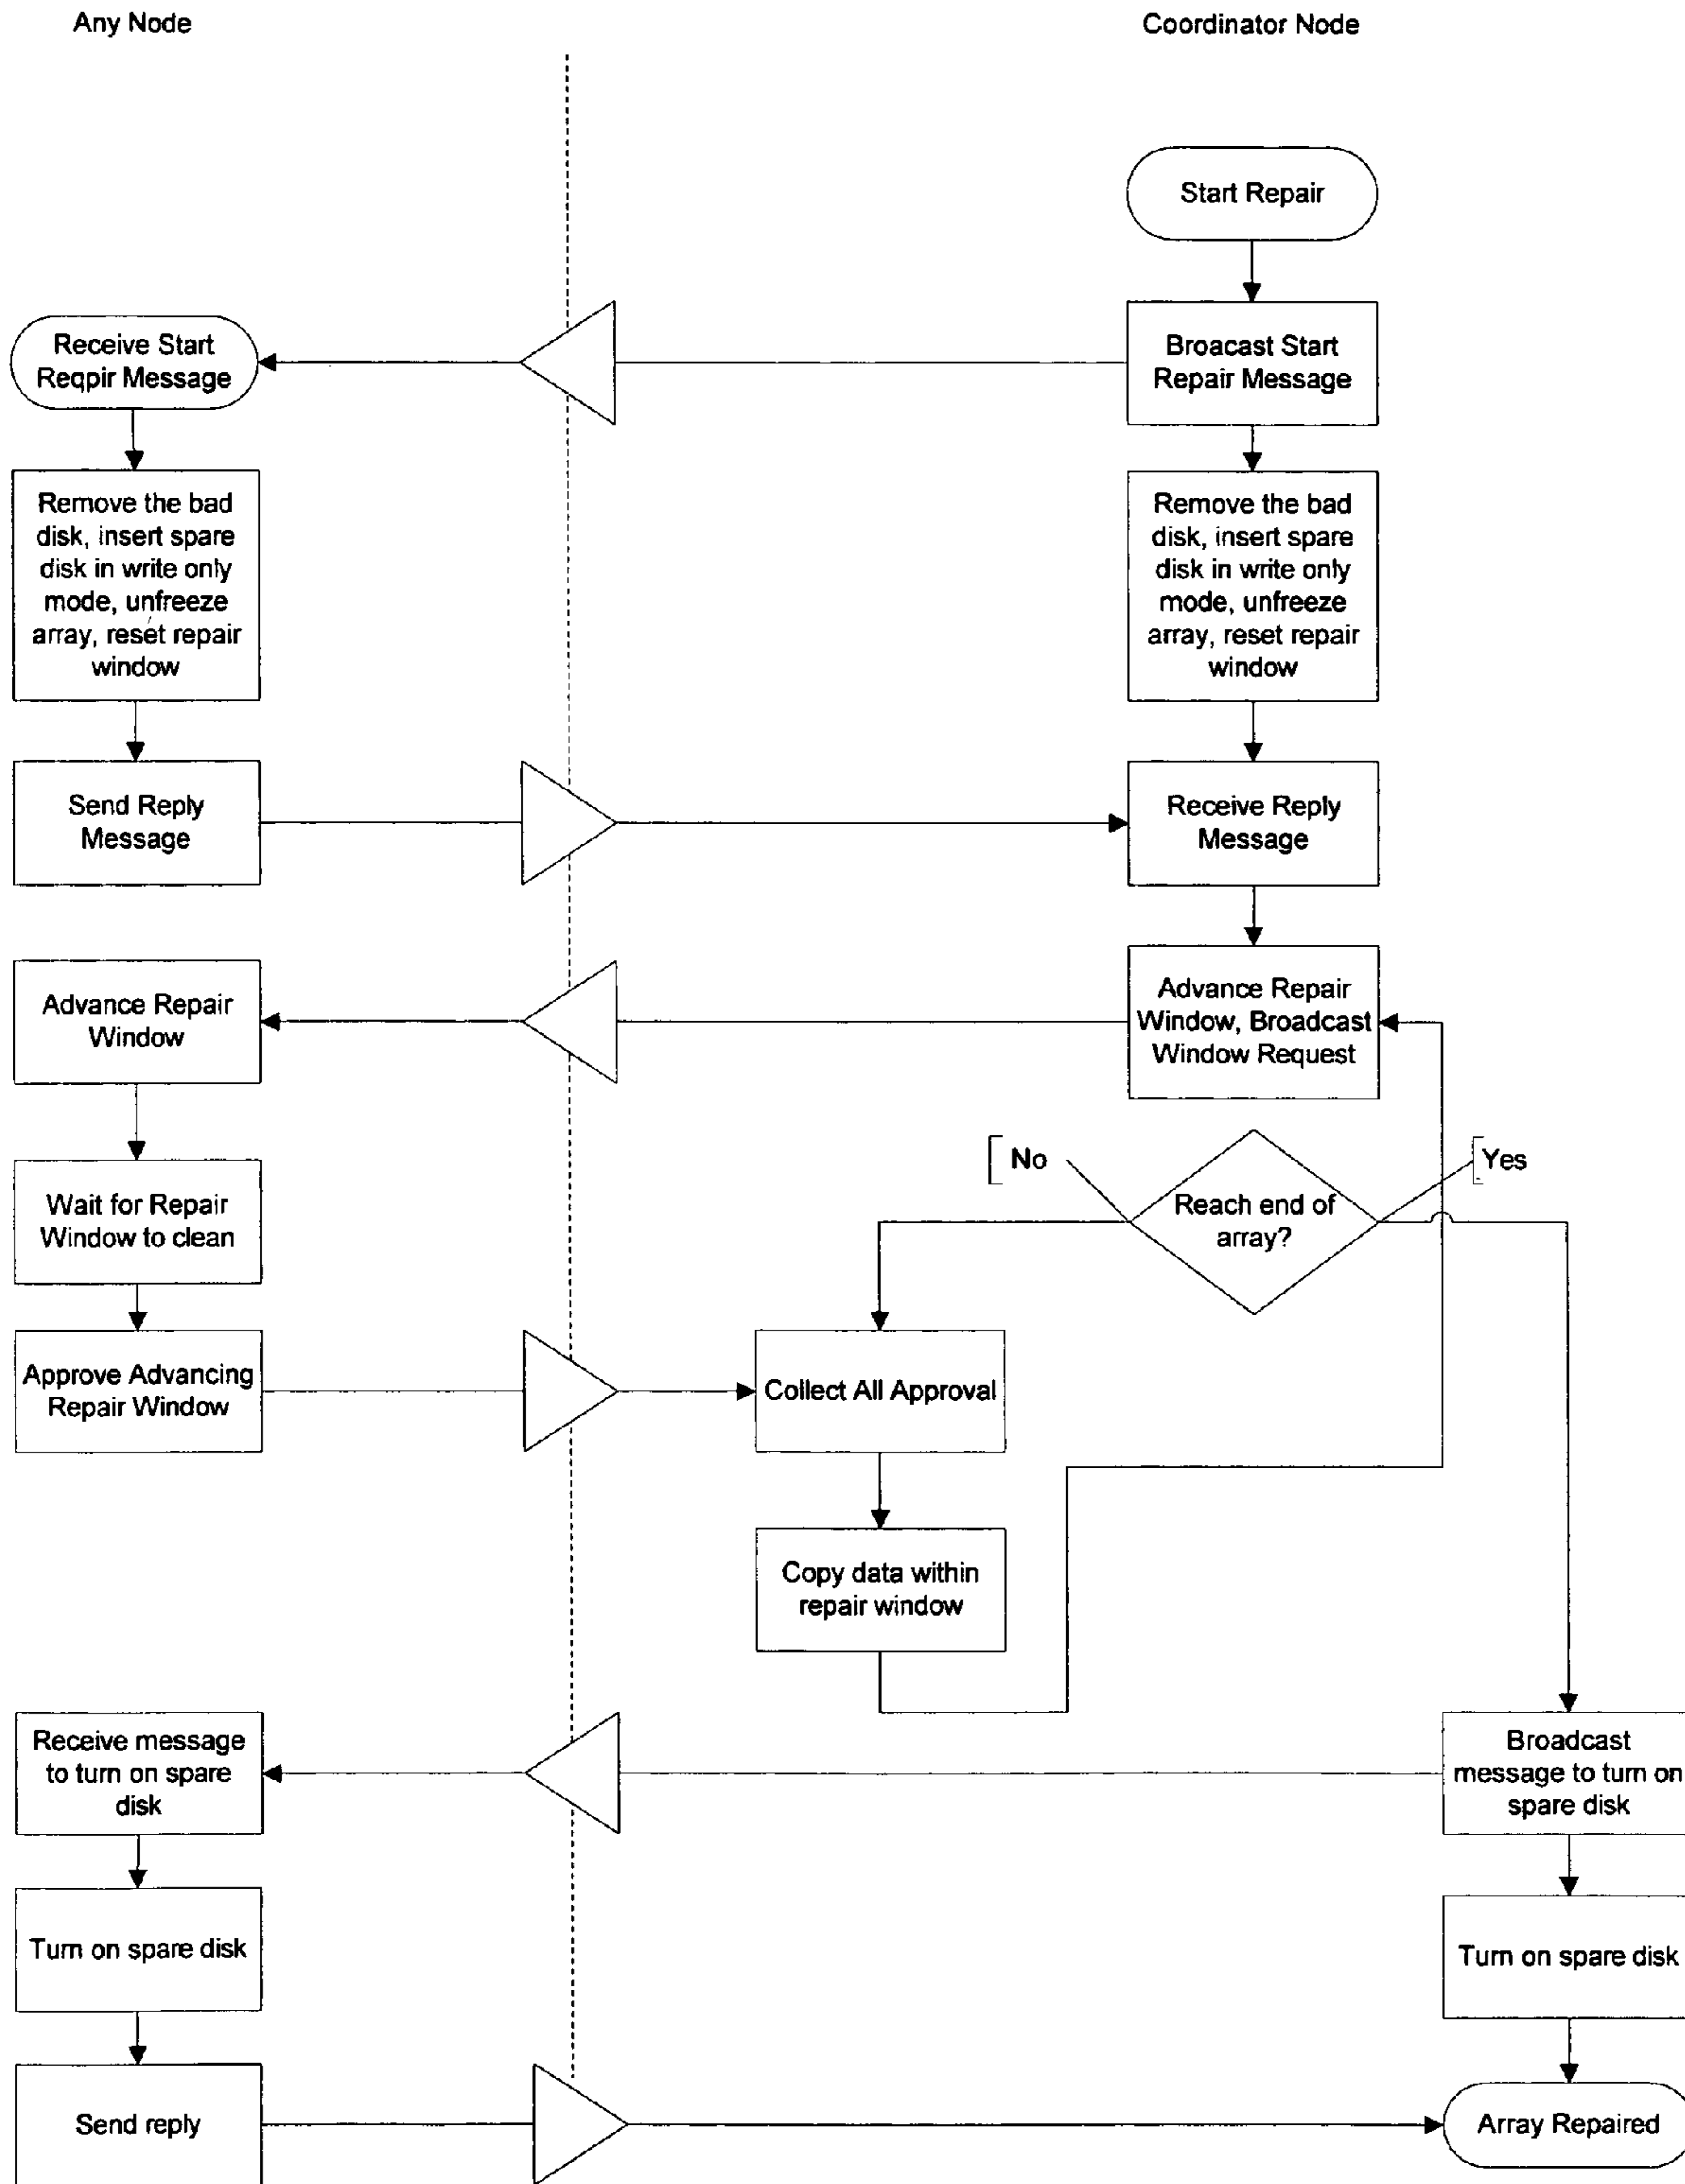 Any Node
Coordinator Node
Start Repair
Receive Start
Reqpir Message
Broacast Start
Repair Message
Remove the bad
disk, insert spare
disk in write only
mode, unfreeze
array, reset repair
window
Remove the bad
disk, insert spare
disk in write only
mode, unfreeze
array, reset repair
window
Send Reply
Message
Receive Reply
Message
Advance Repair
Window
Advance Repair
Window, Broadcast
Window Request
No
Yes
Reach end of
array?
Wait for Repair
Window to clean
Approve Advancing
Repair Window
Collect All Approval
Copy data within
repair window
Receive message
to turn on spare
disk
Broadcast
message to turn on
spare disk
Turn on spare disk
Turn on spare disk
Send reply
Array Repaired